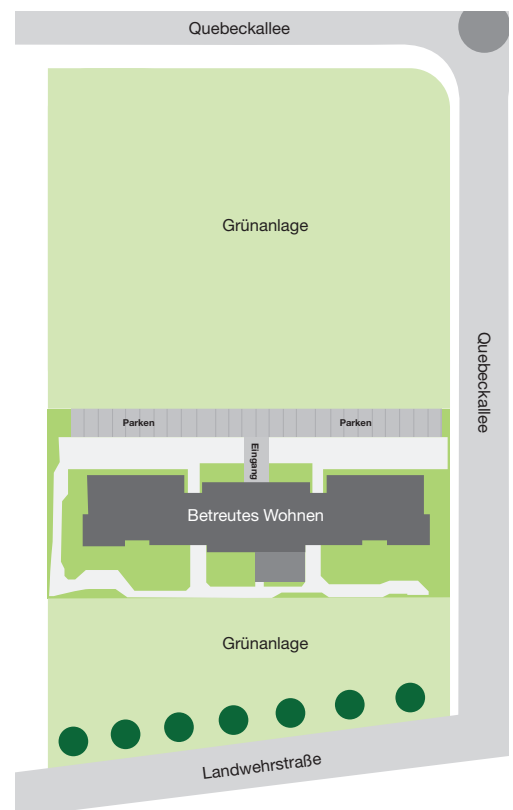 Quebeckallee
Grünanlage
Quebeckallee
Parken
Parken
Eingang
Betreutes Wohnen
Grünanlage
Landwehrstraße